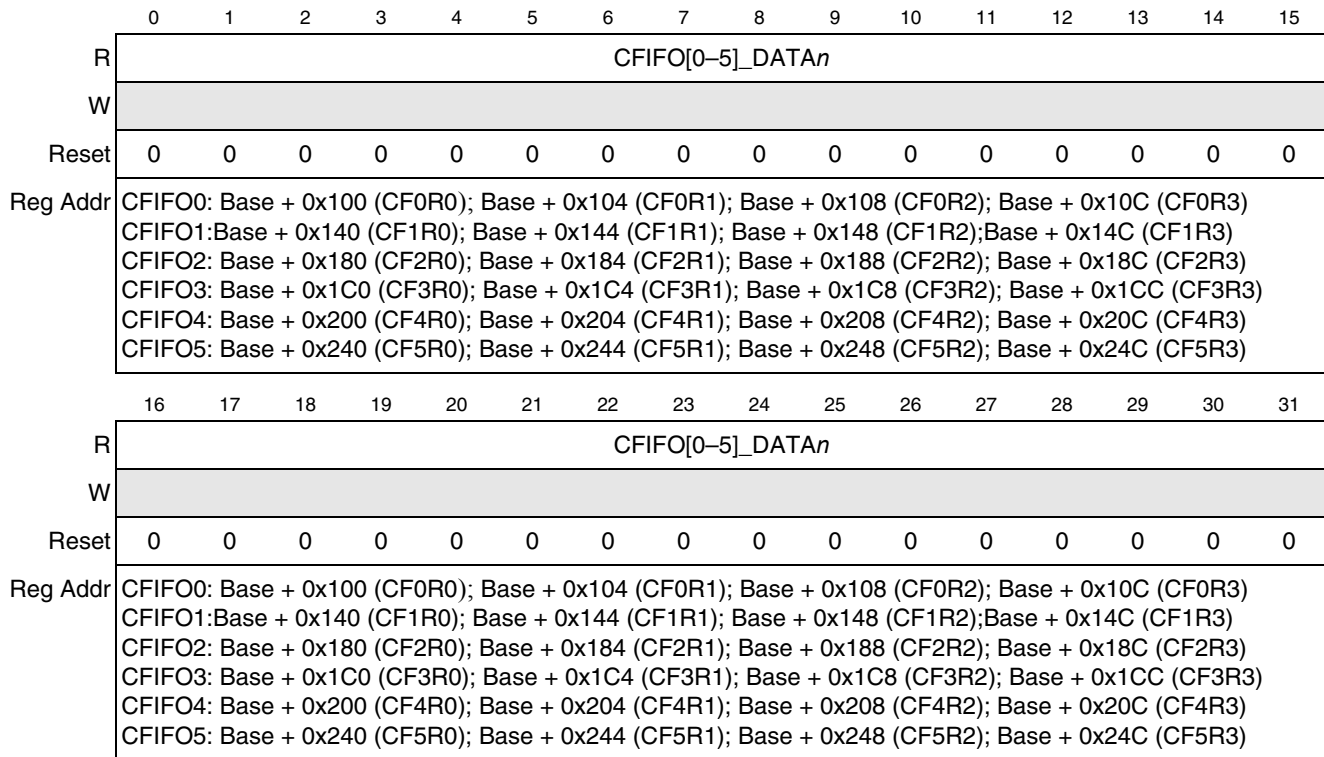 0 1 2 3 4 5 6 7 8 9 10 11 12 13 14 15
R CFIFO[0–5]_DATAn
W
Reset 0 0 0 0 0 0 0 0 0 0 0 0 0 0 0 0
Reg Addr CFIFO0: Base + 0x100 (CF0R0); Base + 0x104 (CF0R1); Base + 0x108 (CF0R2); Base + 0x10C (CF0R3)
CFIFO1:Base + 0x140 (CF1R0); Base + 0x144 (CF1R1); Base + 0x148 (CF1R2);Base + 0x14C (CF1R3)
CFIFO2: Base + 0x180 (CF2R0); Base + 0x184 (CF2R1); Base + 0x188 (CF2R2); Base + 0x18C (CF2R3)
CFIFO3: Base + 0x1C0 (CF3R0); Base + 0x1C4 (CF3R1); Base + 0x1C8 (CF3R2); Base + 0x1CC (CF3R3)
CFIFO4: Base + 0x200 (CF4R0); Base + 0x204 (CF4R1); Base + 0x208 (CF4R2); Base + 0x20C (CF4R3)
CFIFO5: Base + 0x240 (CF5R0); Base + 0x244 (CF5R1); Base + 0x248 (CF5R2); Base + 0x24C (CF5R3)
16 17 18 19 20 21 22 23 24 25 26 27 28 29 30 31
R CFIFO[0–5]_DATAn
W
Reset 0 0 0 0 0 0 0 0 0 0 0 0 0 0 0 0
Reg Addr CFIFO0: Base + 0x100 (CF0R0); Base + 0x104 (CF0R1); Base + 0x108 (CF0R2); Base + 0x10C (CF0R3)
CFIFO1:Base + 0x140 (CF1R0); Base + 0x144 (CF1R1); Base + 0x148 (CF1R2);Base + 0x14C (CF1R3)
CFIFO2: Base + 0x180 (CF2R0); Base + 0x184 (CF2R1); Base + 0x188 (CF2R2); Base + 0x18C (CF2R3)
CFIFO3: Base + 0x1C0 (CF3R0); Base + 0x1C4 (CF3R1); Base + 0x1C8 (CF3R2); Base + 0x1CC (CF3R3)
CFIFO4: Base + 0x200 (CF4R0); Base + 0x204 (CF4R1); Base + 0x208 (CF4R2); Base + 0x20C (CF4R3)
CFIFO5: Base + 0x240 (CF5R0); Base + 0x244 (CF5R1); Base + 0x248 (CF5R2); Base + 0x24C (CF5R3)